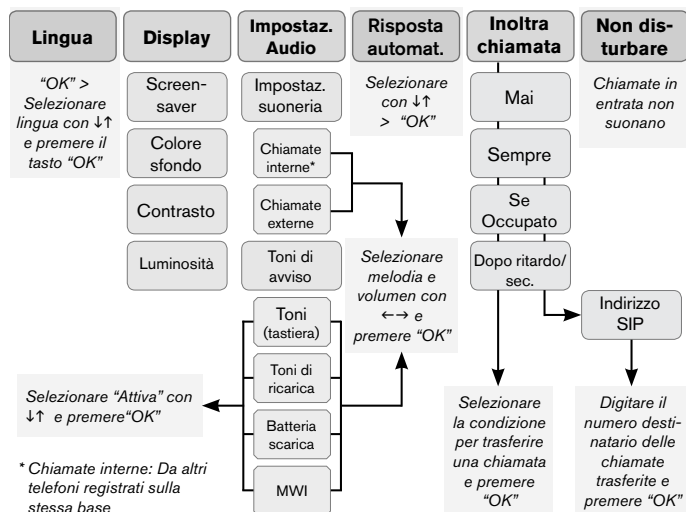 Lingua
"OK" >
Selezionare
lingua con ↓↑
e premere il
tasto "OK"
Display
Screen-
saver
Colore
sfondo
Contrasto
Luminosità
Impostaz.
Audio
Impostaz.
suoneria
Chiamate
interne*
Chiamate
externe
Toni di
avviso
Toni
(tastiera)
Toni di
ricarica
Batteria
scarica
MWI
Selezionare "Attiva" con
↓↑ e premere"OK"
* Chiamate interne: Da altri
telefoni registrati sulla
stessa base
Risposta
automat.
Selezionare
con ↓↑
> "OK"
Selezionare
melodia e
volumen con
←→ e
premere "OK"
Inoltra
chiamata
Mai
Sempre
Se
Occupato
Dopo ritardo/
sec.
Selezionare
la condizione
per trasferire
una chiamata
e premere
"OK"
Indirizzo
SIP
Digitare il
numero desti-
natario delle
chiamate
trasferite e
premere "OK"
Non dis-
turbare
Chiamate in
entrata non
suonano